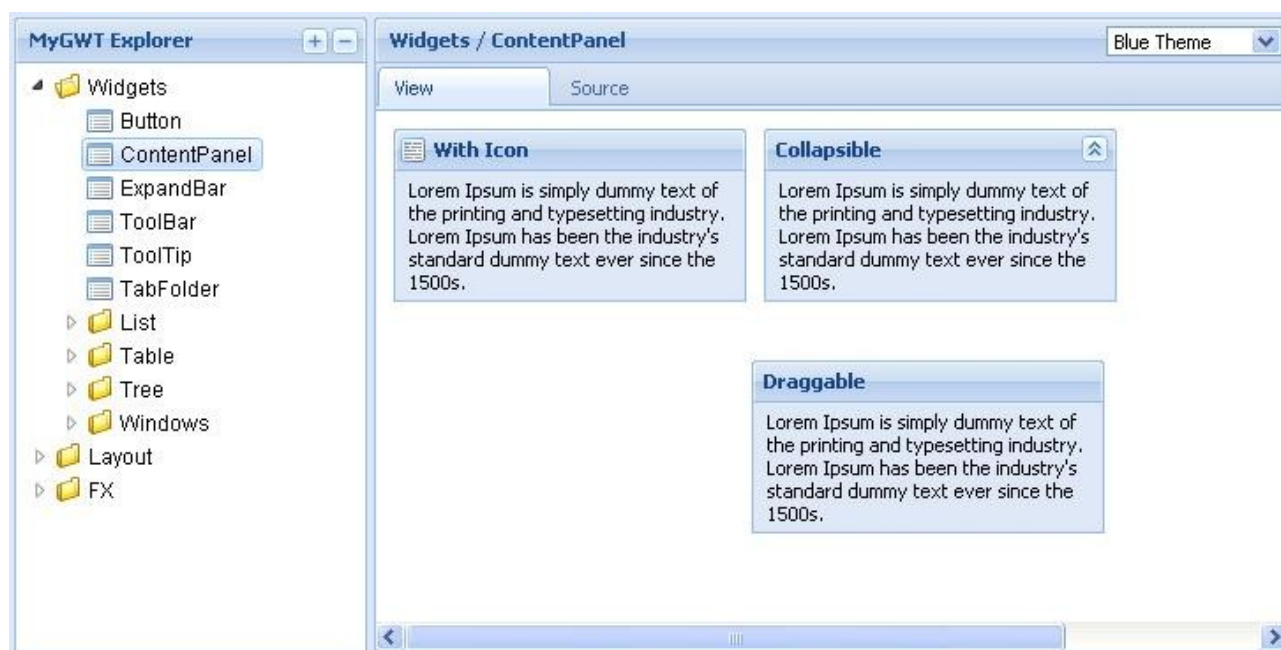 MyGWT Explorer
Widgets
Button
ContentPanel
ExpandBar
ToolBar
ToolTip
TabFolder
List
Table
Tree
Windows
Layout
FX
Widgets / ContentPanel
Blue Theme
View
Source
With Icon
Lorem Ipsum is simply dummy text of
the printing and typesetting industry.
Lorem Ipsum has been the industry's
standard dummy text ever since the
1500s.
Collapsible
Lorem Ipsum is simply dummy text of
the printing and typesetting industry.
Lorem Ipsum has been the industry's
standard dummy text ever since the
1500s.
Draggable
Lorem Ipsum is simply dummy text of
the printing and typesetting industry.
Lorem Ipsum has been the industry's
standard dummy text ever since the
1500s.